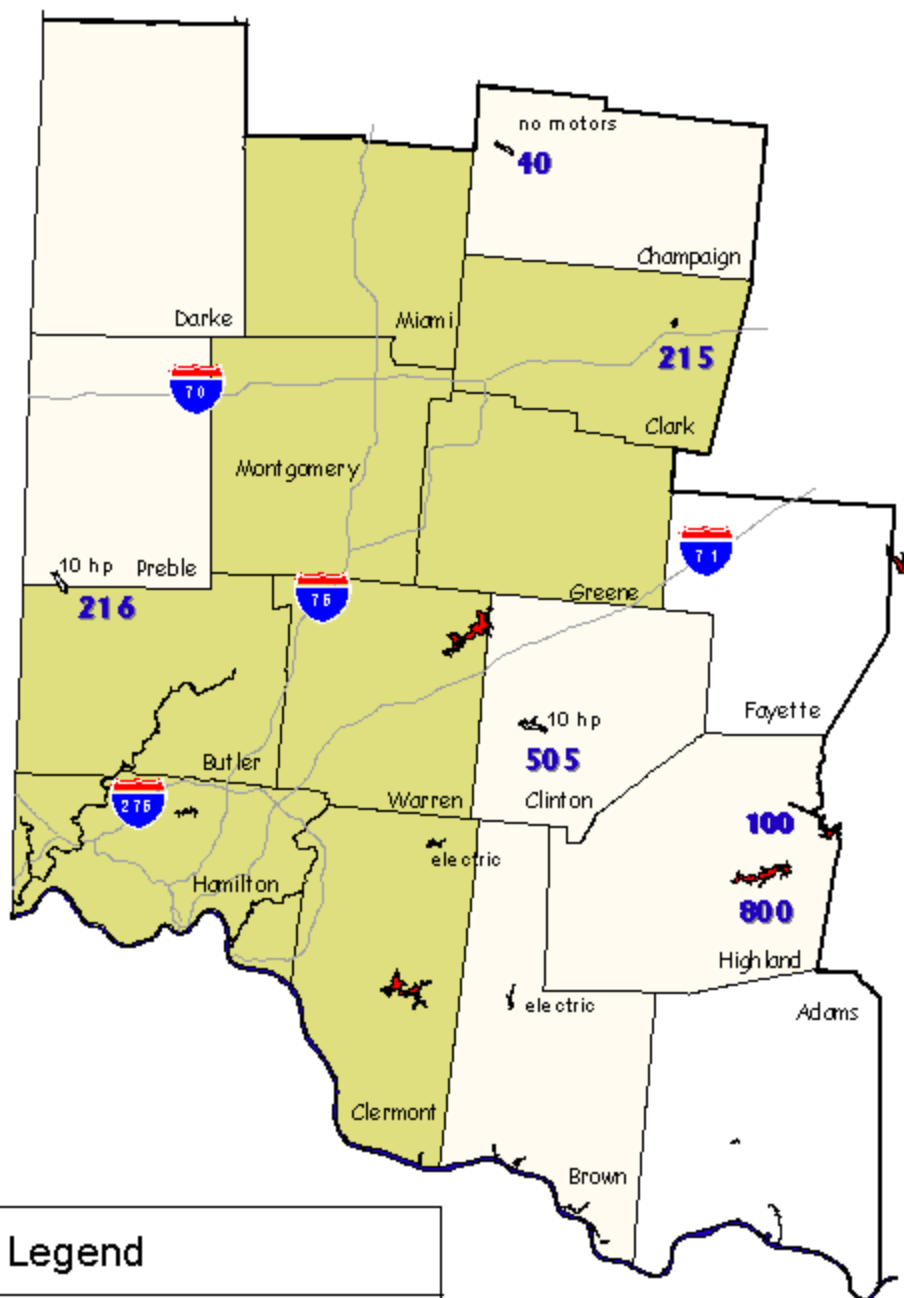 no motors
40
Champaign
Darke
Miami
215
70
Clark
Montgomery
71
10 hp
Preble
75
Greene
216
Fayette
10 hp
505
Butler
Warren
Clinton
275
100
electric
Hamilton
800
Highland
electric
Adams
Clermont
Brown
Legend